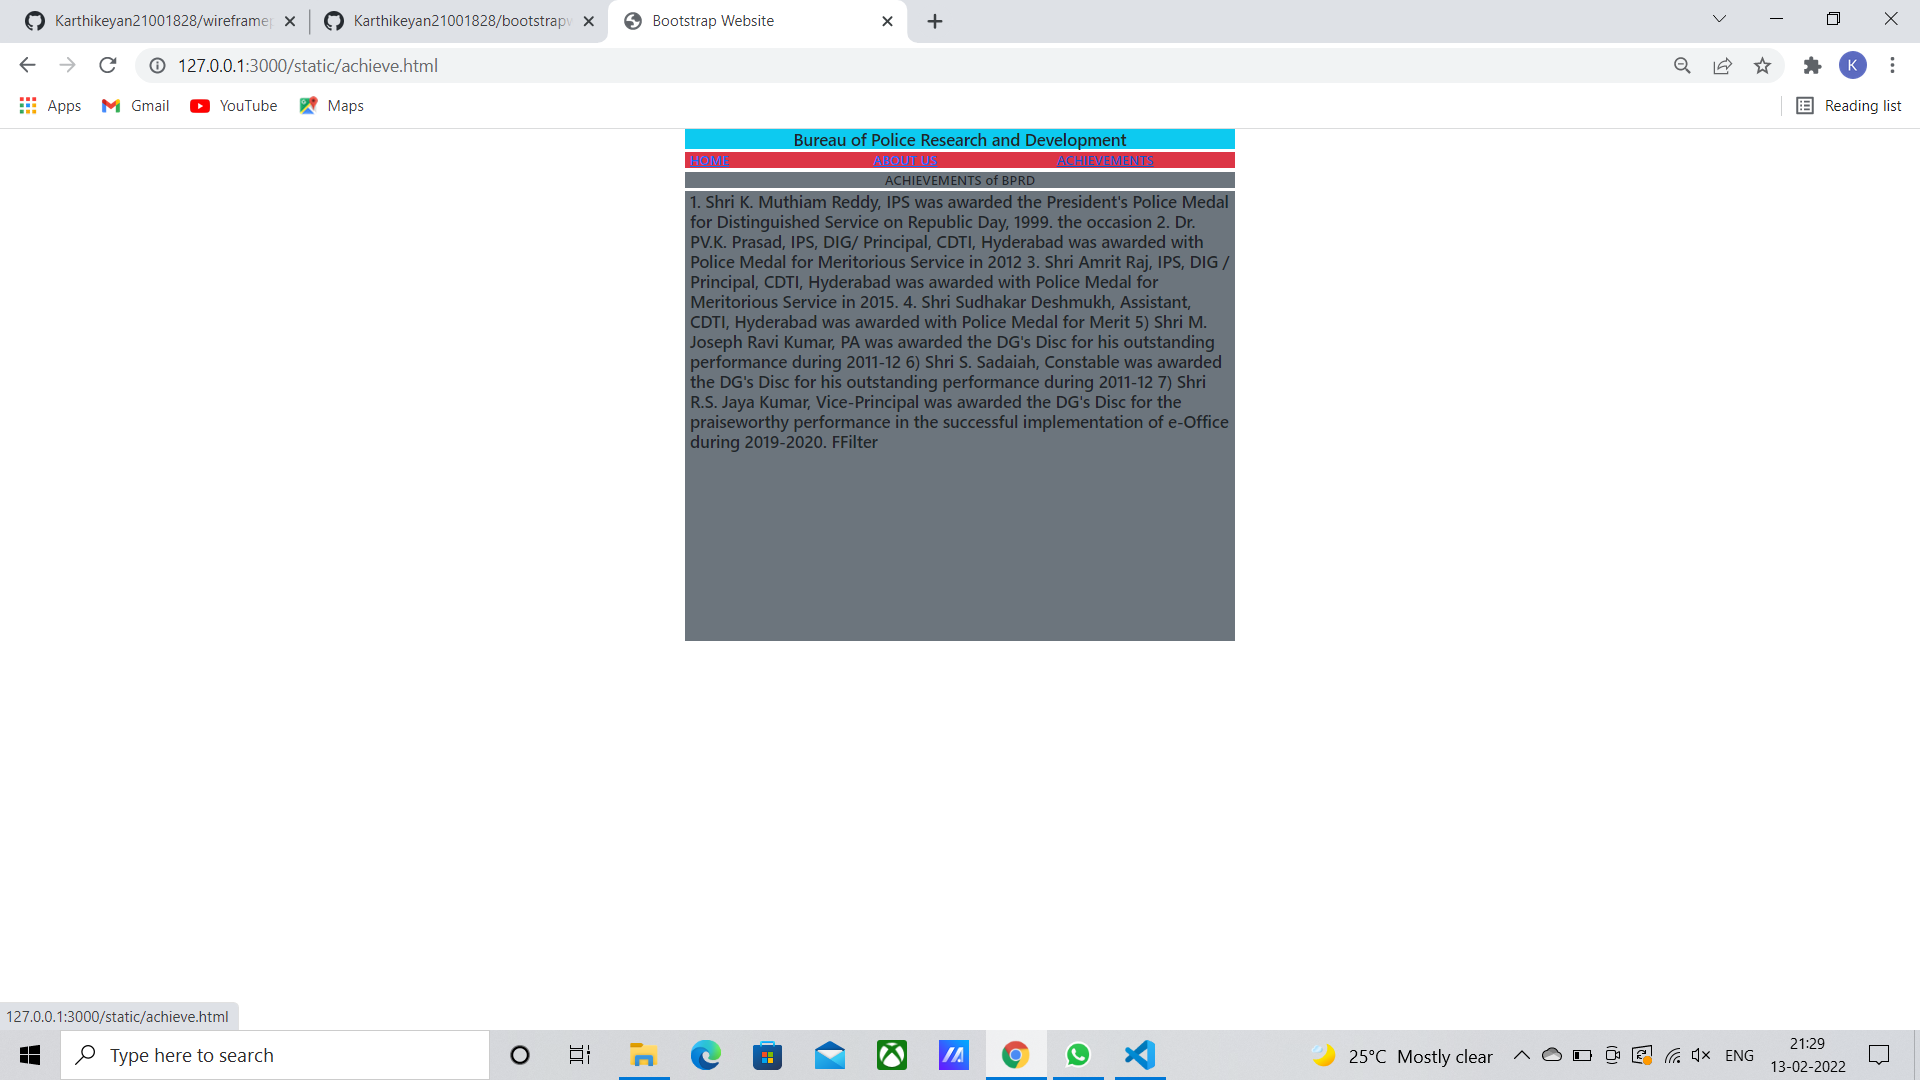 Karthikeyan21001828/wireframep
Karthikeyan21001828/bootstrapw
Bootstrap Website
127.0.0.1:3000/static/achieve.html
K
Apps
Gmail
YouTube
Maps
Reading list
Bureau of Police Research and Development
HOME ABOUT US ACHIEVEMENTS
ACHIEVEMENTS of BPRD
1. Shri K. Muthiam Reddy, IPS was awarded the President's Police Medal
for Distinguished Service on Republic Day, 1999. the occasion 2. Dr.
PV.K. Prasad, IPS, DIG/ Principal, CDTI, Hyderabad was awarded with
Police Medal for Meritorious Service in 2012 3. Shri Amrit Raj, IPS, DIG /
Principal, CDTI, Hyderabad was awarded with Police Medal for
Meritorious Service in 2015. 4. Shri Sudhakar Deshmukh, Assistant,
CDTI, Hyderabad was awarded with Police Medal for Merit 5) Shri M.
Joseph Ravi Kumar, PA was awarded the DG's Disc for his outstanding
performance during 2011-12 6) Shri S. Sadaiah, Constable was awarded
the DG's Disc for his outstanding performance during 2011-12 7) Shri
R.S. Jaya Kumar, Vice-Principal was awarded the DG's Disc for the
praiseworthy performance in the successful implementation of e-Office
during 2019-2020. FFilter
127.0.0.1:3000/static/achieve.html
Type here to search
25°C Mostly clear
ENG
21:29
13-02-2022